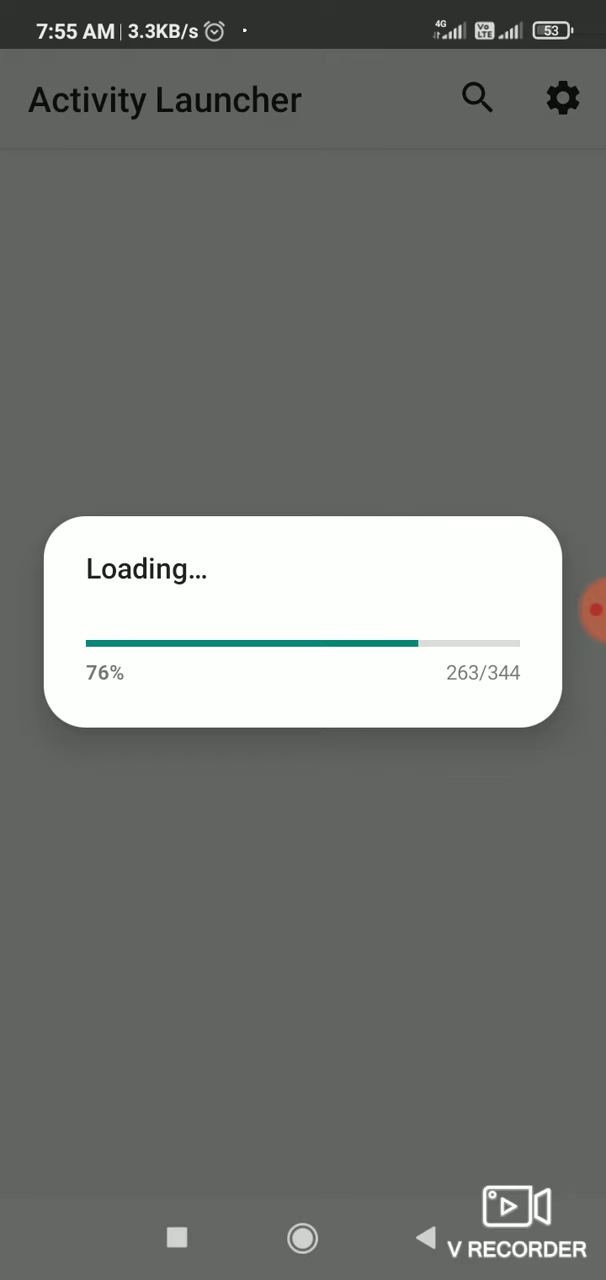 7:55 AM | 3.3KB/s 4G Vo LTE 53
Activity Launcher
Loading...
76% 263/344
V RECORDER